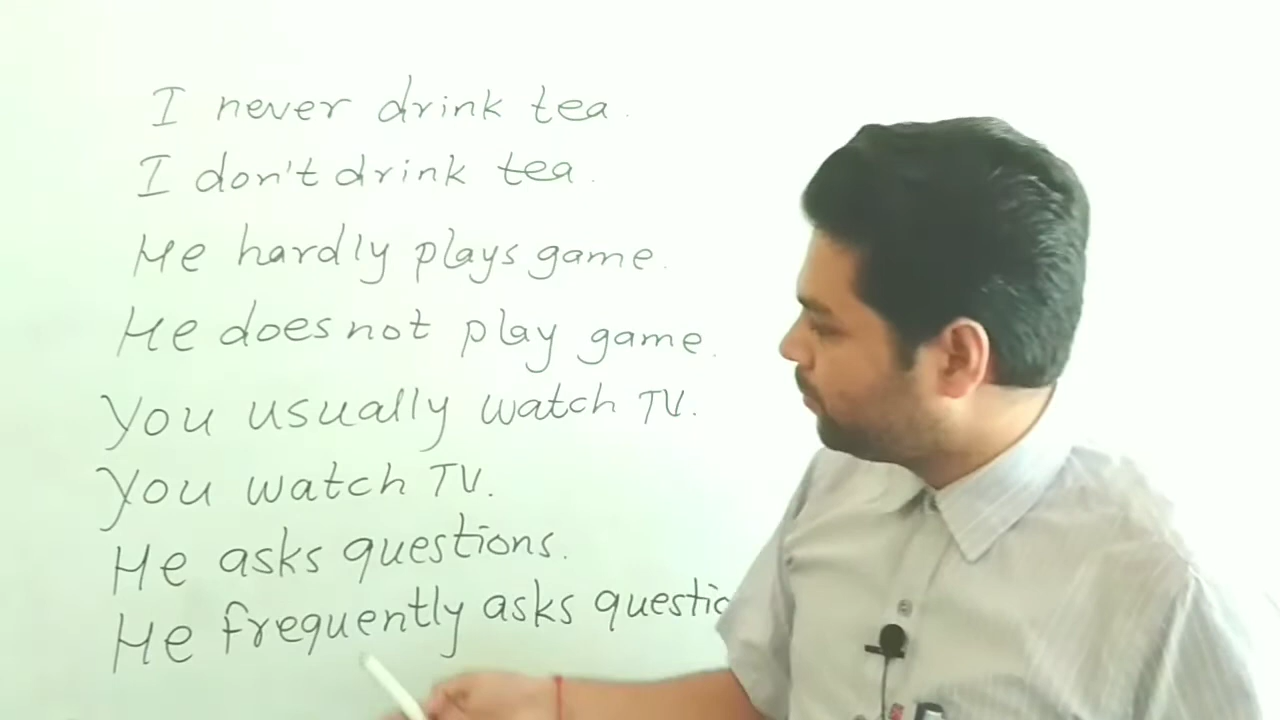 I never drink tea.
I don't drink tea.
He hardly plays game.
He does not play game.
You usually watch TV.
You watch TV.
He asks questions.
He frequently asks questio